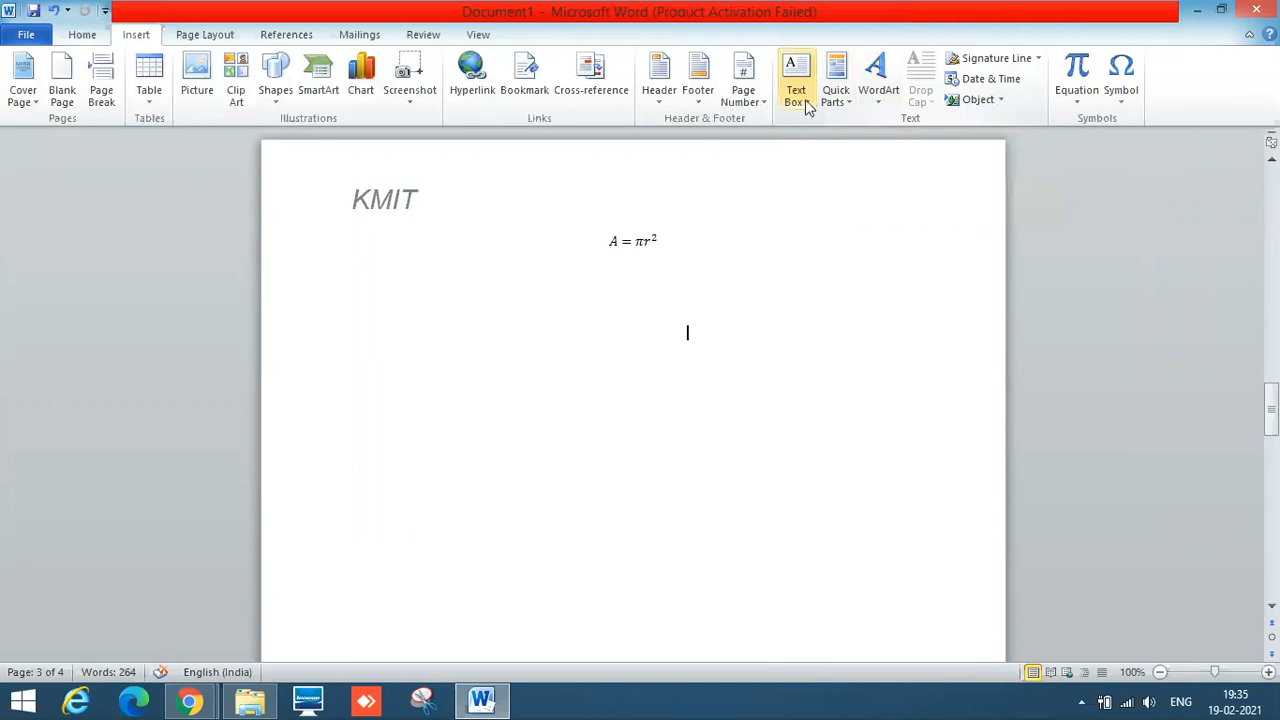 Document1 - Microsoft Word (Product Activation Failed)
File Home Insert Page Layout References Mailings Review View
Cover Page Blank Page Page Break Table Picture Clip Art Shapes SmartArt Chart Screenshot Hyperlink Bookmark Cross-reference Header Footer Page Number Text Box Quick Parts WordArt Drop Cap Signature Line Date & Time Object Equation Symbol
Pages Tables Illustrations Links Header & Footer Text Symbols
KMIT
A = πr²
Page: 3 of 4 Words: 264 English (India) 100%
ENG 19:35
19-02-2021